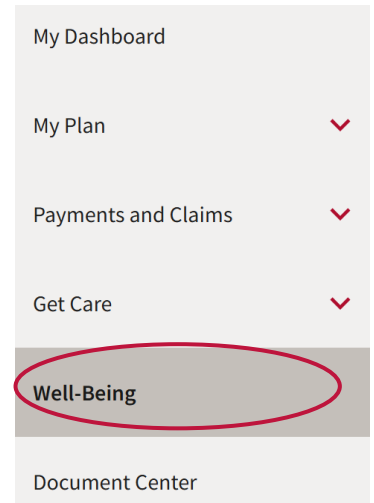 My Dashboard
My Plan
Payments and Claims
Get Care
Well-Being
Document Center